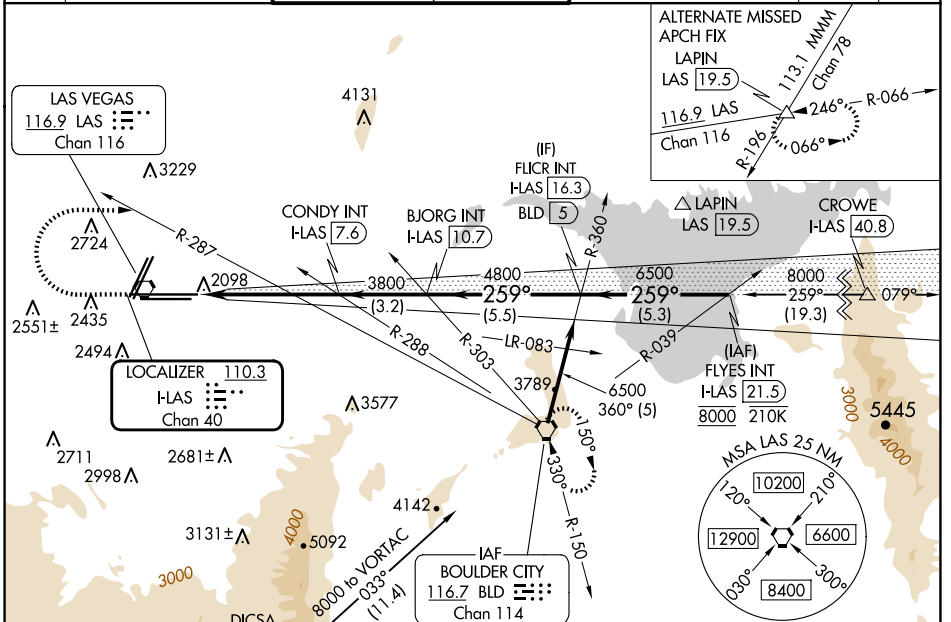 ALTERNATE MISSED
APCH FIX
LAPIN
LAS 19.5
113.1 MMM
Chan 78
116.9 LAS
Chan 116
246°
R-066
066°
R-196
LAS VEGAS
116.9 LAS
Chan 116
4131
3229
2724
R-287
CONDY INT
I-LAS 7.6
BJORG INT
I-LAS 10.7
(IF)
FLICR INT
I-LAS 16.3
BLD 5
R-360
LAPIN
LAS 19.5
CROWE
I-LAS 40.8
2098
3800
4800
6500
8000
259°
259°
259°
079°
(3.2)
(5.5)
(5.3)
(19.3)
2551±
2435
2494
R-288
R-303
LR-083
R-039
(IAF)
FLYES INT
I-LAS 21.5
8000 210K
LOCALIZER 110.3
I-LAS
Chan 40
3789
6500
360° (5)
3577
3000
5445
4000
2711
2998
2681±
150°
330°
R-150
4142
3131±
4000
5092
3000
8000 to VORTAC
033°
(11.4)
DICSA
IAF
BOULDER CITY
116.7 BLD
Chan 114
MSA LAS 25 NM
120°
10200
210°
12900
6600
030°
8400
300°